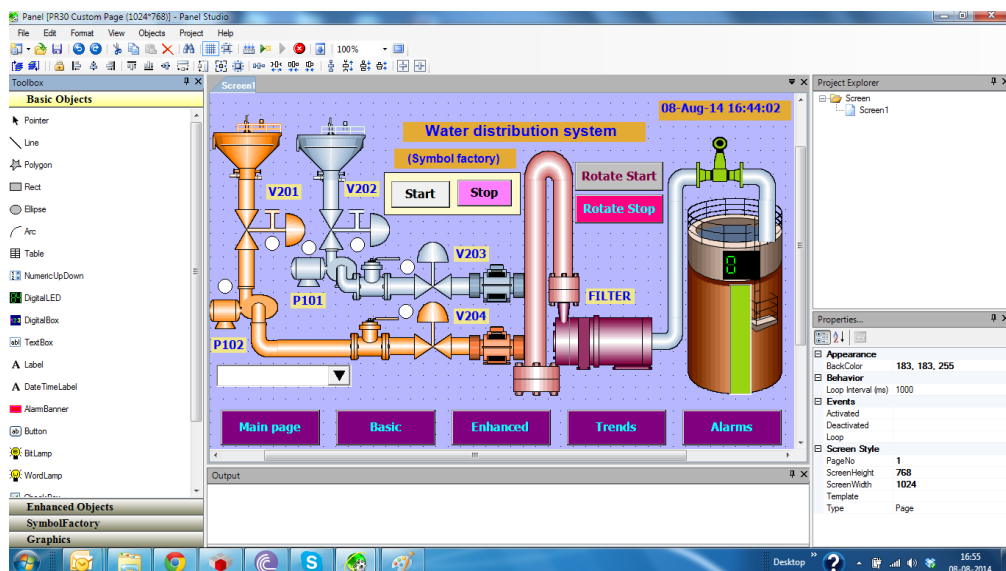 Panel [PR30 Custom Page (1024*768)] - Panel Studio
File Edit Format View Objects Project Help
100%
Toolbox
Basic Objects
Pointer
Line
Polygon
Rect
Ellipse
Arc
Table
NumericUpDown
DigitalLED
DigitalBox
TextBox
Label
DateTimeLabel
AlarmBanner
Button
BitLamp
WordLamp
CheckBox
Enhanced Objects
SymbolFactory
Graphics
Screen1
08-Aug-14 16:44:02
Water distribution system
(Symbol factory)
Start Stop
Rotate Start
Rotate Stop
V201
V202
V203
P101
V204
P102
FILTER
0
Main page Basic Enhanced Trends Alarms
Output
Project Explorer
Screen
Screen1
Properties...
Appearance
BackColor 183, 183, 255
Behavior
Loop Interval (ms) 1000
Events
Activated
Deactivated
Loop
Screen Style
PageNo 1
ScreenHeight 768
ScreenWidth 1024
Template
Type Page
Desktop
16:55
08-08-2014